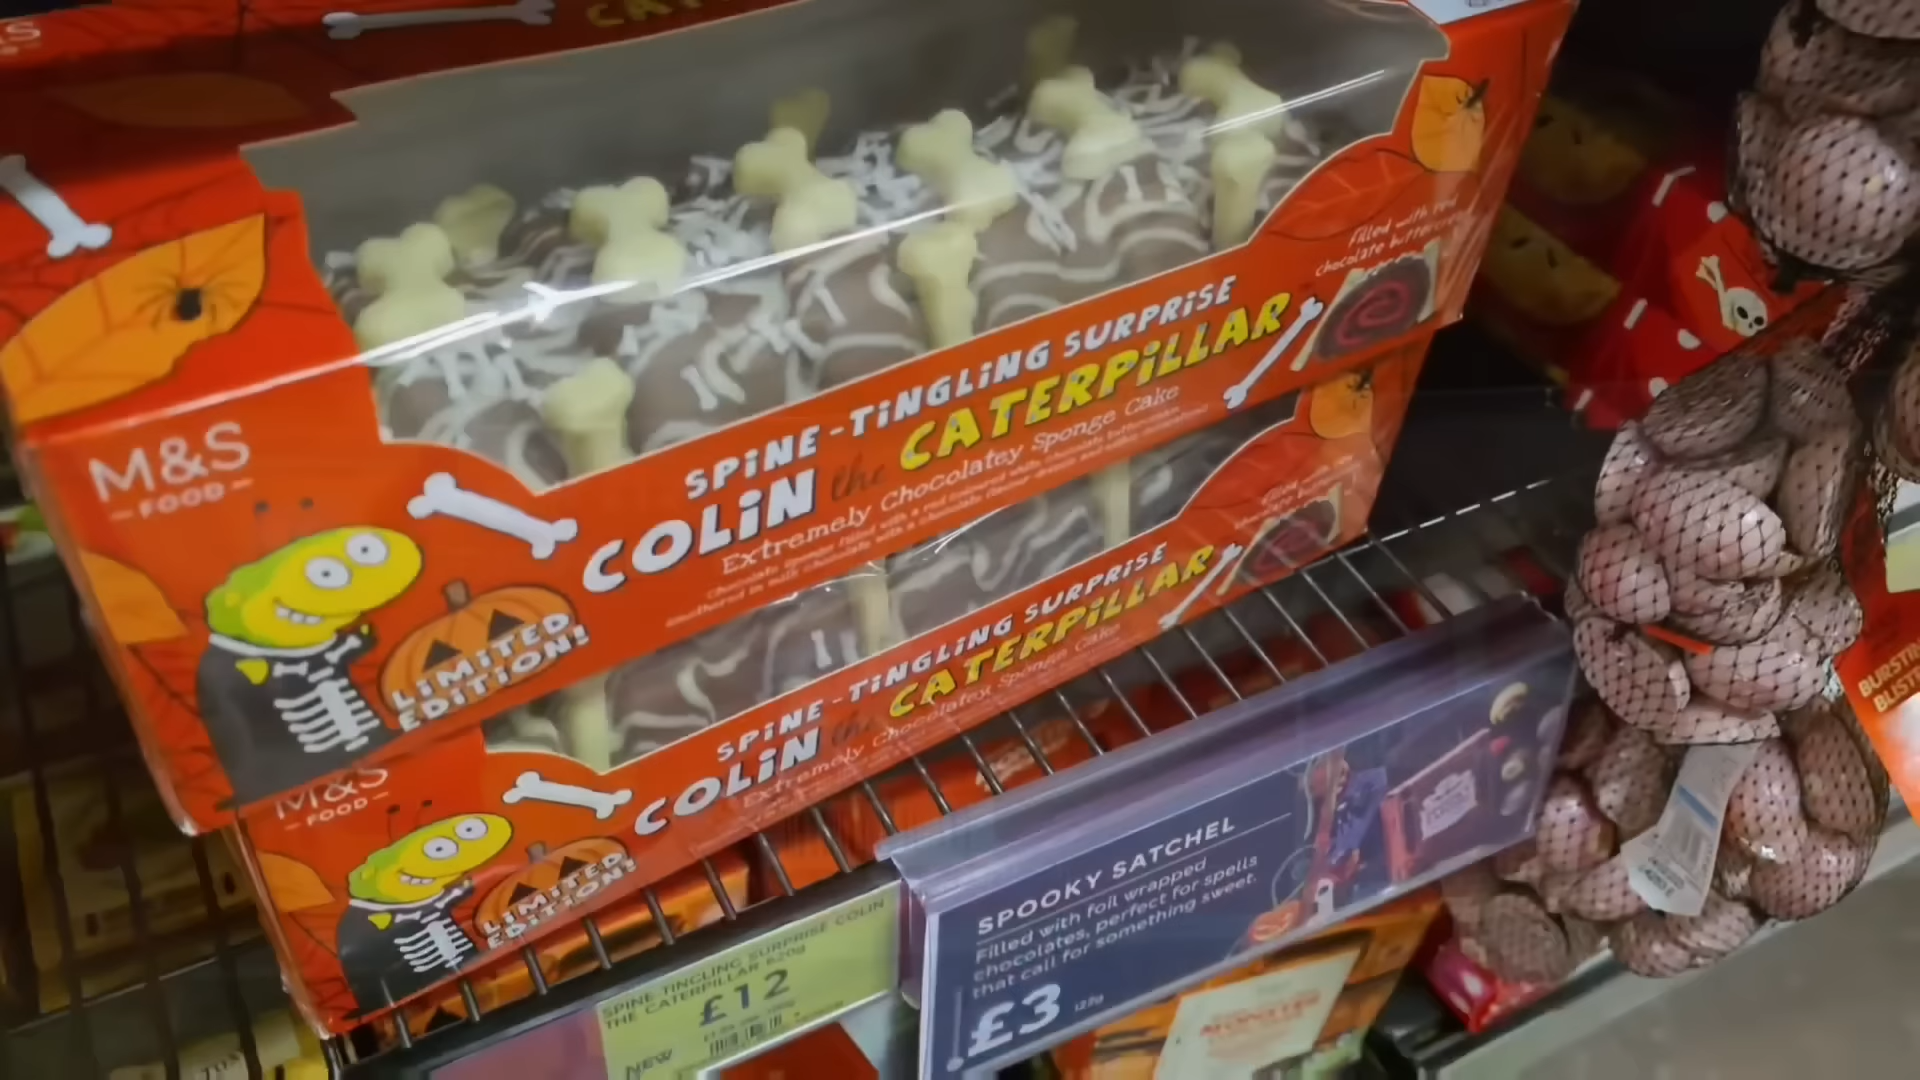 M&S
FOOD
SPINE-TINGLING SURPRISE
COLIN the CATERPILLAR
Extremely Chocolatey Sponge Cake
Filled with red
chocolate buttercream
LIMITED
EDITION!
M&S
FOOD
SPINE-TINGLING SURPRISE
COLIN the CATERPILLAR
Extremely Chocolatey Sponge Cake
LIMITED
EDITION!
SPINE TINGLING SURPRISE COLIN
THE CATERPILLAR 620g
£12
NEW
SPOOKY SATCHEL
Filled with foil wrapped
chocolates, perfect for spells
that call for something sweet.
£3 122g